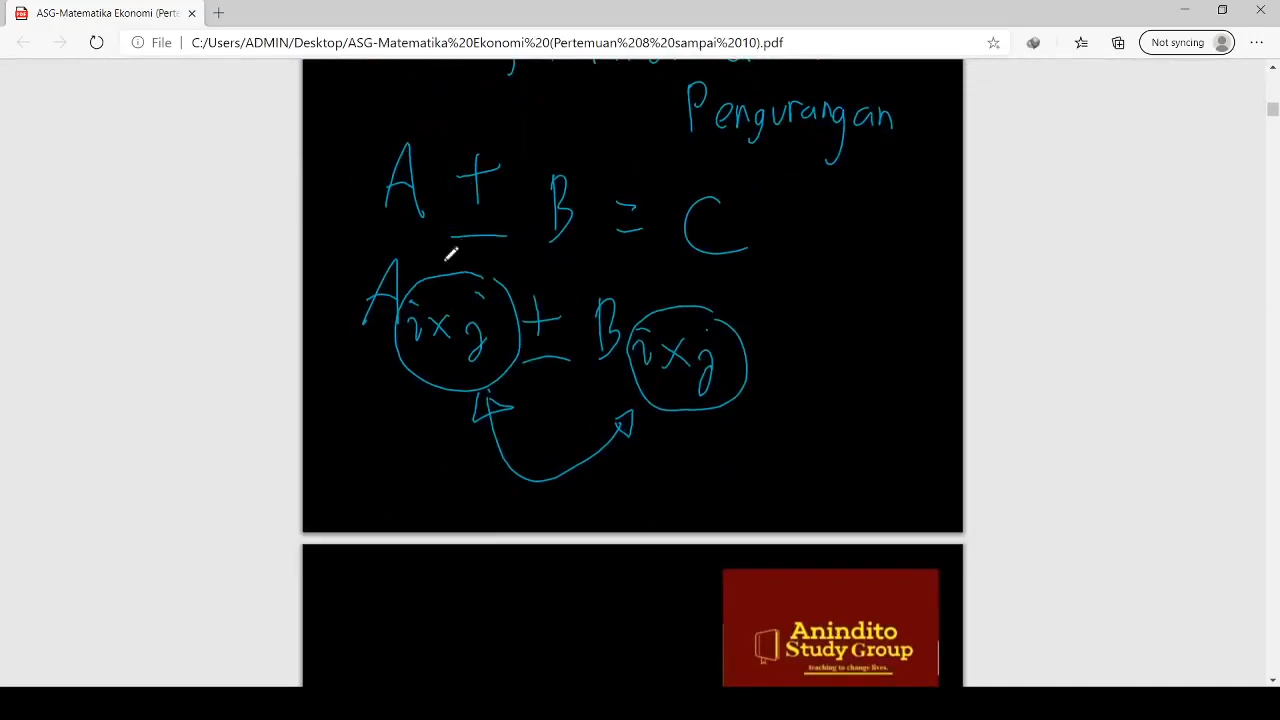 ASG-Matematika Ekonomi (Perte
Not syncing
File C:/Users/ADMIN/Desktop/ASG-Matematika%20Ekonomi%20(Pertemuan%208%20sampai%2010).pdf
Pengurangan
A ± B = C
A i×j ± B i×j
Anindito
Study Group
teaching to change lives.